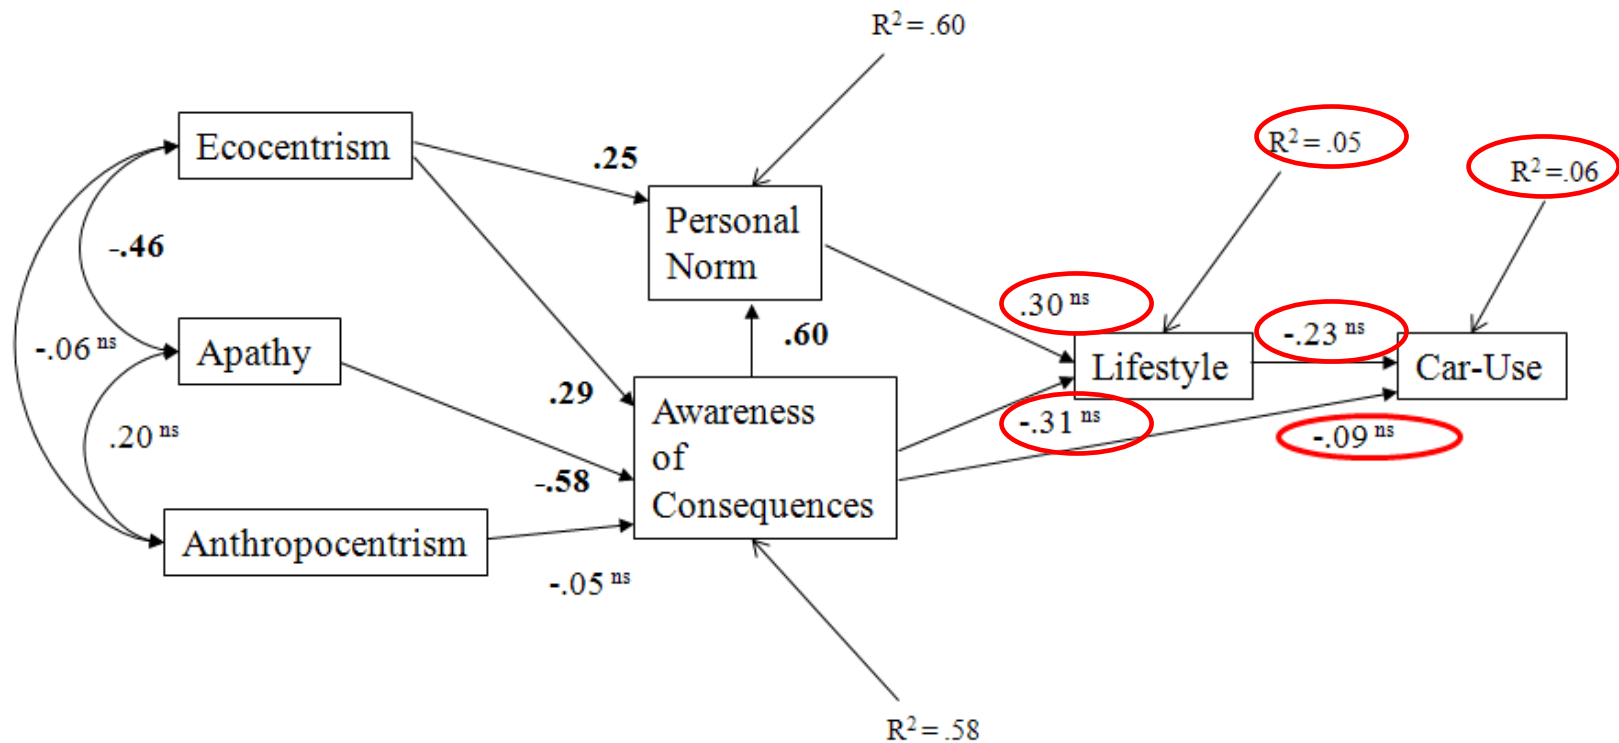 R² = .60
Ecocentrism
.25
R² = .05
R² =.06
Personal
Norm
-.46
.30 ns
-.23 ns
-.06 ns
Apathy
.60
Lifestyle
Car-Use
.29
Awareness
of
Consequences
-.31 ns
-.09 ns
.20 ns
-.58
Anthropocentrism
-.05 ns
R² = .58